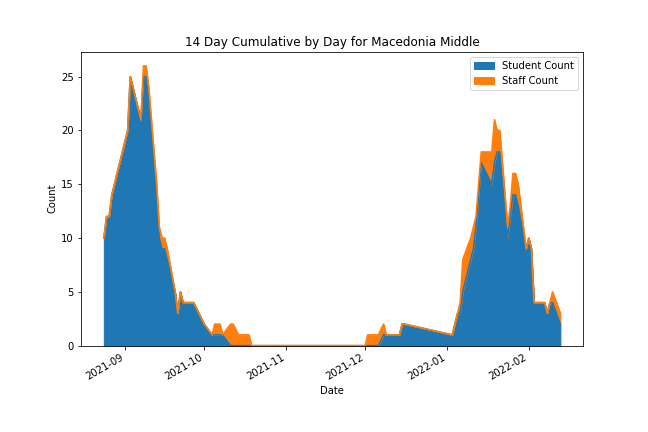 14 Day Cumulative by Day for Macedonia Middle
Student Count
Staff Count
25
20
15
10
5
0
Count
2021-09
2021-10
2021-11
2021-12
2022-01
2022-02
Date